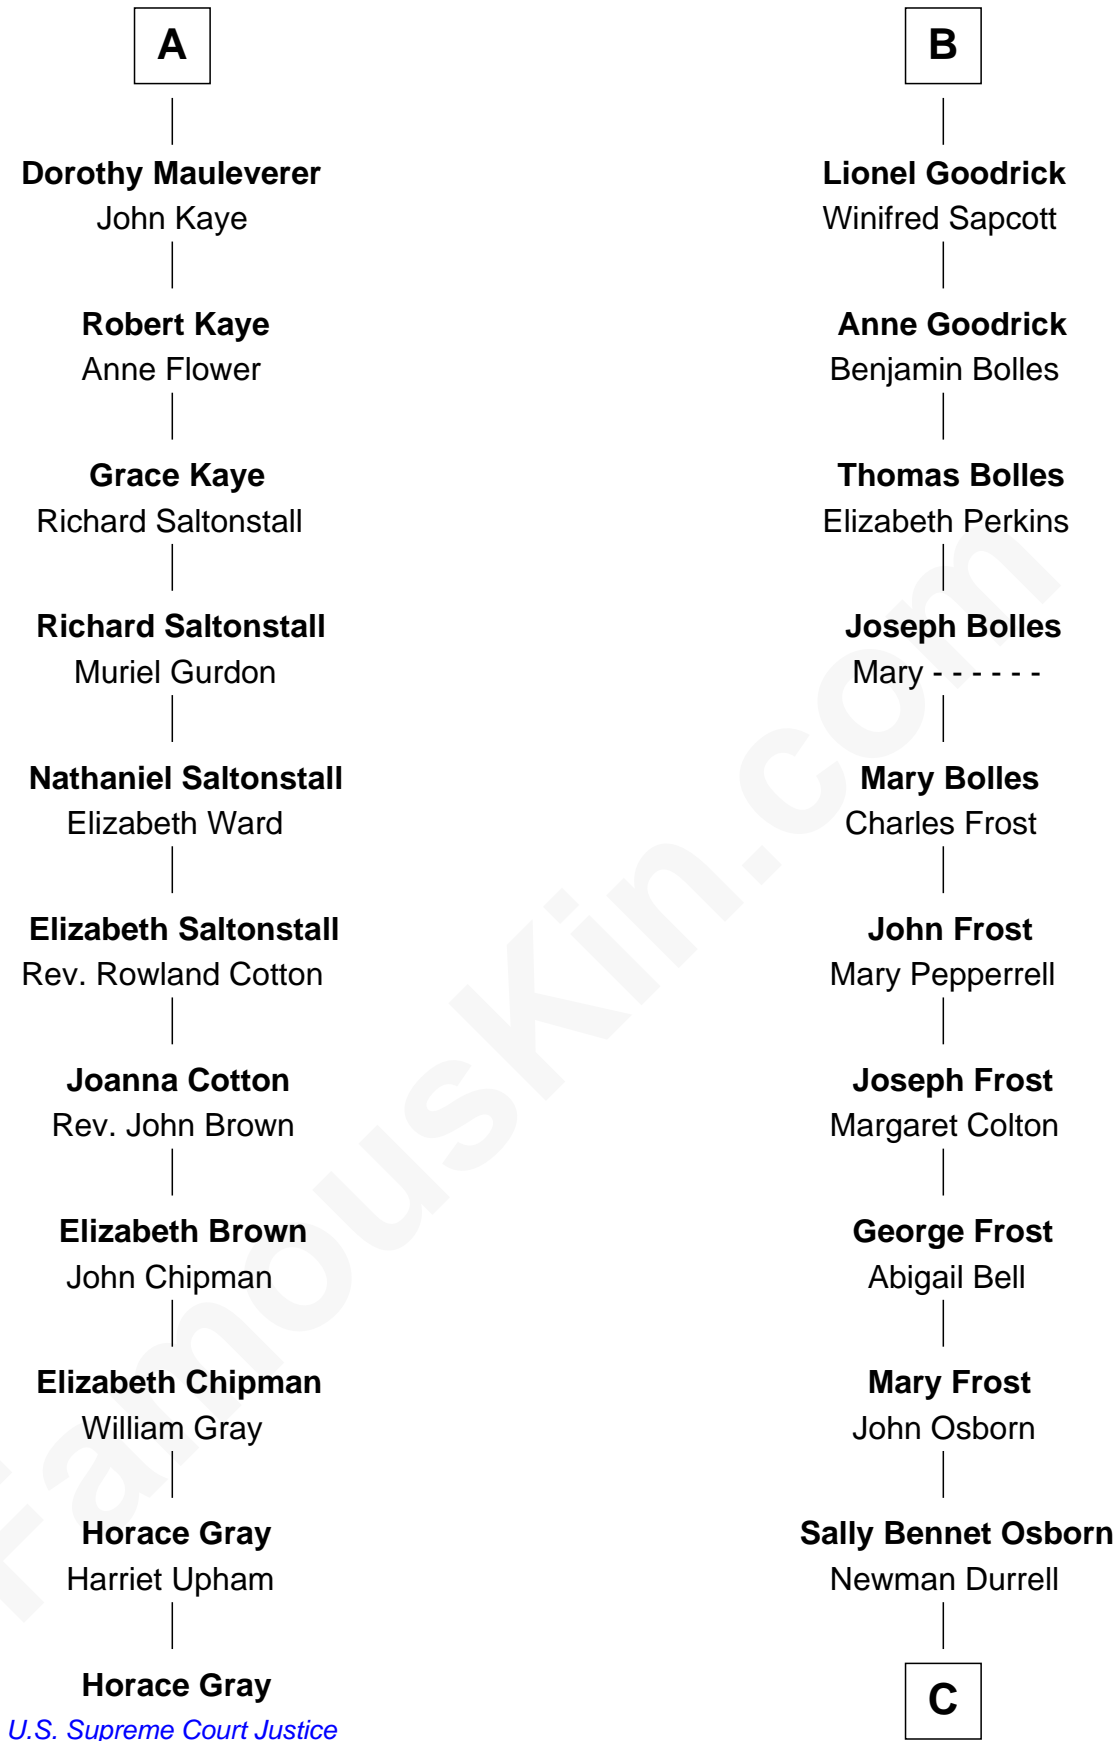 A
Dorothy Mauleverer
John Kaye
Robert Kaye
Anne Flower
Grace Kaye
Richard Saltonstall
Richard Saltonstall
Muriel Gurdon
Nathaniel Saltonstall
Elizabeth Ward
Elizabeth Saltonstall
Rev. Rowland Cotton
Joanna Cotton
Rev. John Brown
Elizabeth Brown
John Chipman
Elizabeth Chipman
William Gray
Horace Gray
Harriet Upham
Horace Gray
U.S. Supreme Court Justice
B
Lionel Goodrick
Winifred Sapcott
Anne Goodrick
Benjamin Bolles
Thomas Bolles
Elizabeth Perkins
Joseph Bolles
Mary - - - - - -
Mary Bolles
Charles Frost
John Frost
Mary Pepperrell
Joseph Frost
Margaret Colton
George Frost
Abigail Bell
Mary Frost
John Osborn
Sally Bennet Osborn
Newman Durrell
C
FamousKin.com